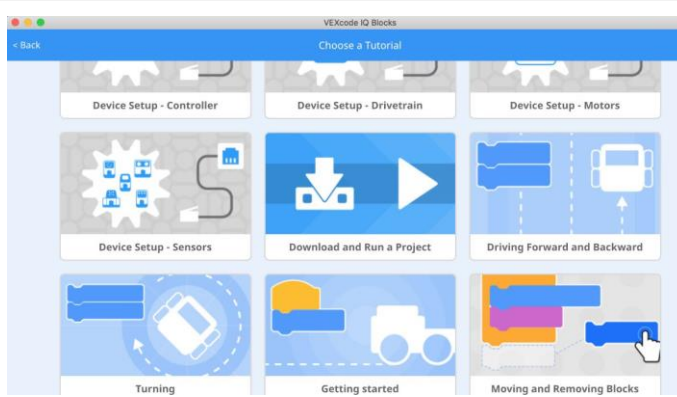 VEXcode IQ Blocks
< Back
Choose a Tutorial
Device Setup - Controller
Device Setup - Drivetrain
Device Setup - Motors
Device Setup - Sensors
Download and Run a Project
Driving Forward and Backward
Turning
Getting started
Moving and Removing Blocks